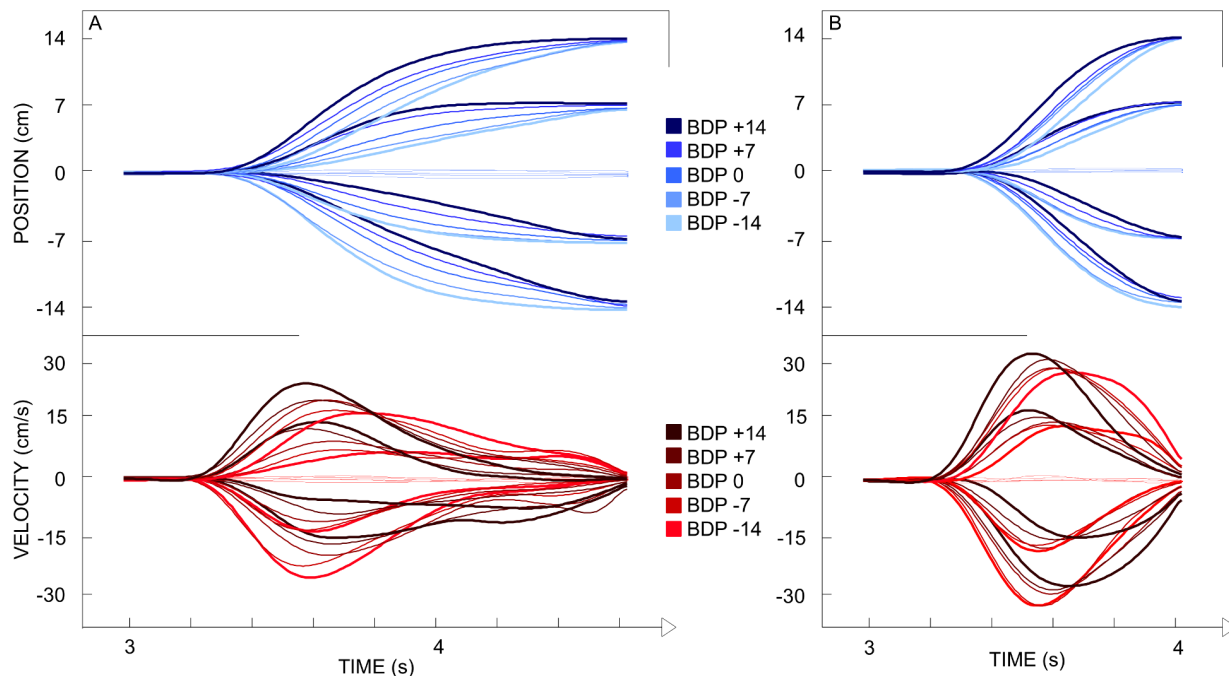 A
B
POSITION (cm)
14
7
0
-7
-14
14
7
0
-7
-14
BDP +14
BDP +7
BDP 0
BDP -7
BDP -14
VELOCITY (cm/s)
30
15
0
-15
-30
30
15
0
-15
-30
BDP +14
BDP +7
BDP 0
BDP -7
BDP -14
3
4
TIME (s)
3
4
TIME (s)